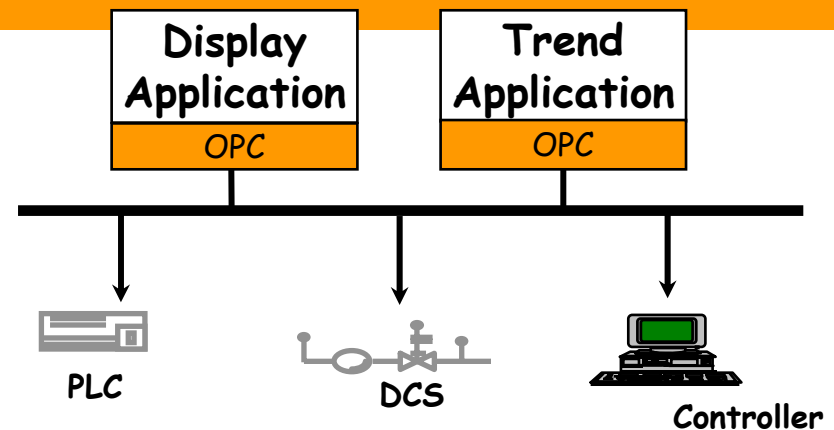 Display
Application
OPC
Trend
Application
OPC
PLC
DCS
Controller